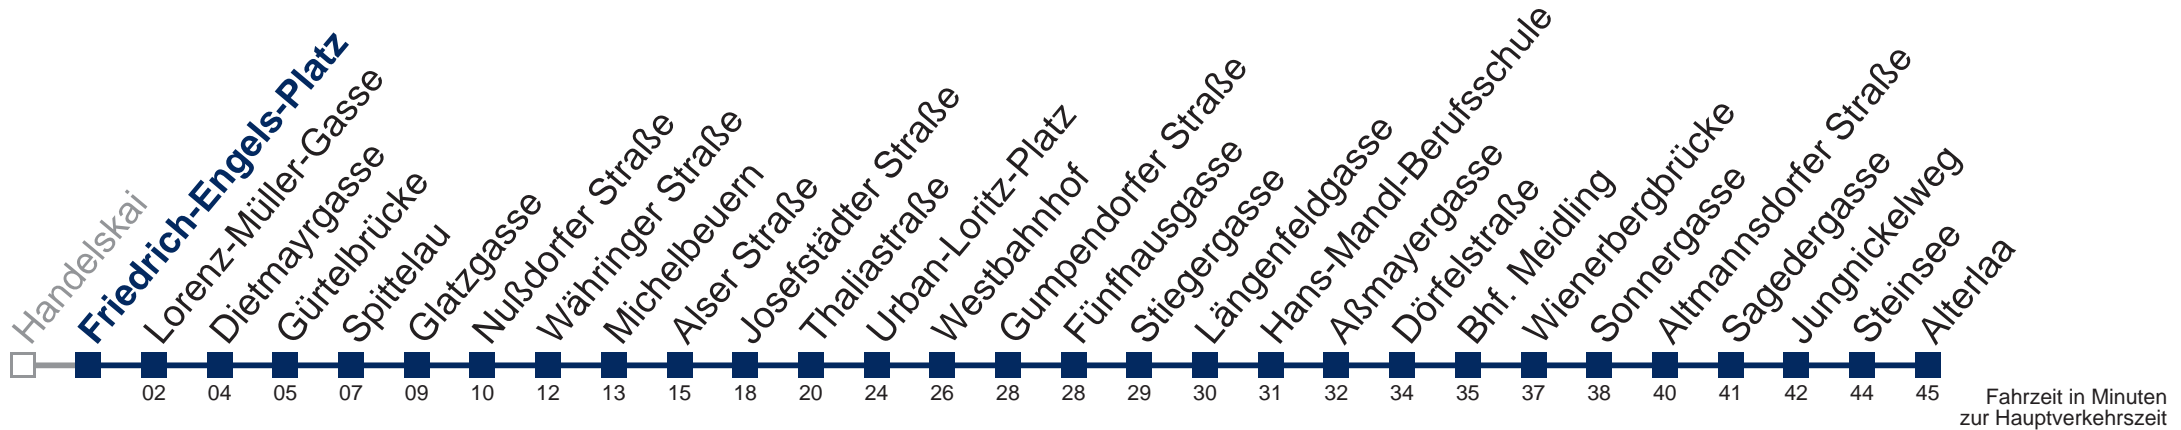 Handelskai
Friedrich-Engels-Platz
Lorenz-Müller-Gasse
Dietmayrgasse
Gürtelbrücke
Spittelau
Glatzgasse
Nußdorfer Straße
Währinger Straße
Michelbeuern
Alser Straße
Josefstädter Straße
Thaliastraße
Urban-Loritz-Platz
Westbahnhof
Gumpendorfer Straße
Fünfhausgasse
Stiegergasse
Längenfeldgasse
Hans-Mandl-Berufsschule
Aßmayergasse
Dörfelstraße
Bhf. Meidling
Wienerbergbrücke
Sonnergasse
Altmannsdorfer Straße
Sagedergasse
Jungnickelweg
Steinsee
Alterlaa
02 04 05 07 09 10 12 13 15 18 20 24 26 28 28 29 30 31 32 34 35 37 38 40 41 42 44 45
Fahrzeit in Minuten
zur Hauptverkehrszeit